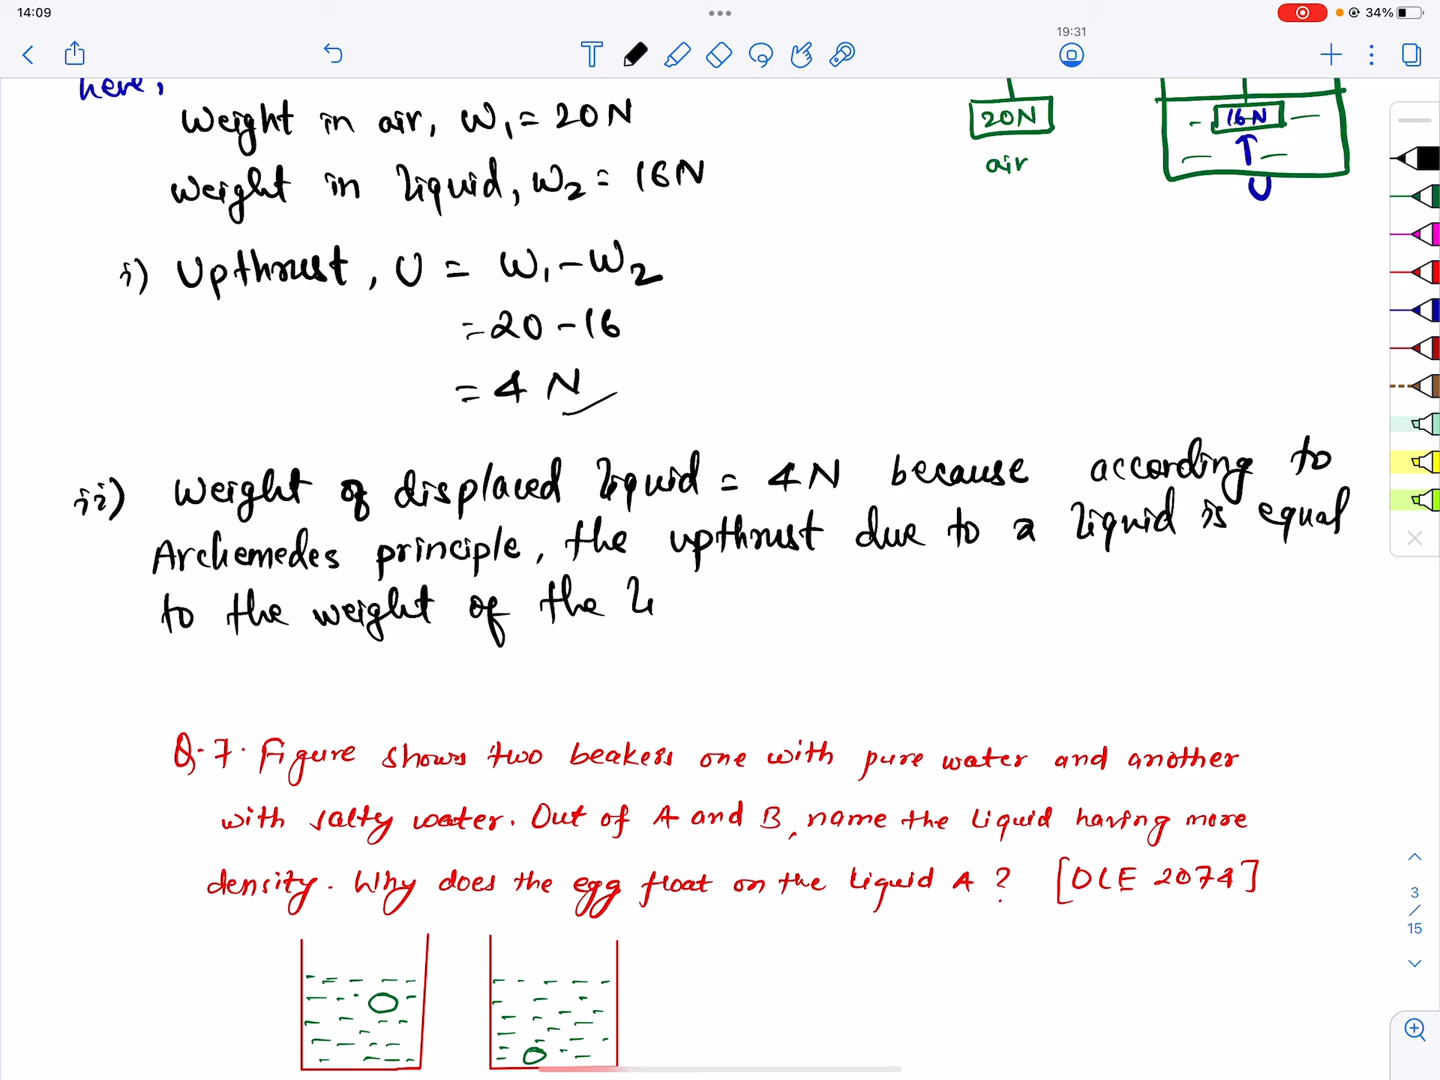 14:09
34%
19:31
here,
Weight in air, W₁ = 20N
Weight in liquid, W₂ = 16N
20N
air
16N
U
i) Upthrust, U = W₁ - W₂
= 20 - 16
= 4 N
ii) Weight of displaced liquid = 4N because according to
Archemedes principle, the upthrust due to a liquid is equal
to the weight of the li
Q.7. Figure shows two beakers one with pure water and another
with salty water. Out of A and B, name the liquid having more
density. Why does the egg float on the liquid A ? [DLE 2074]
3
/
15